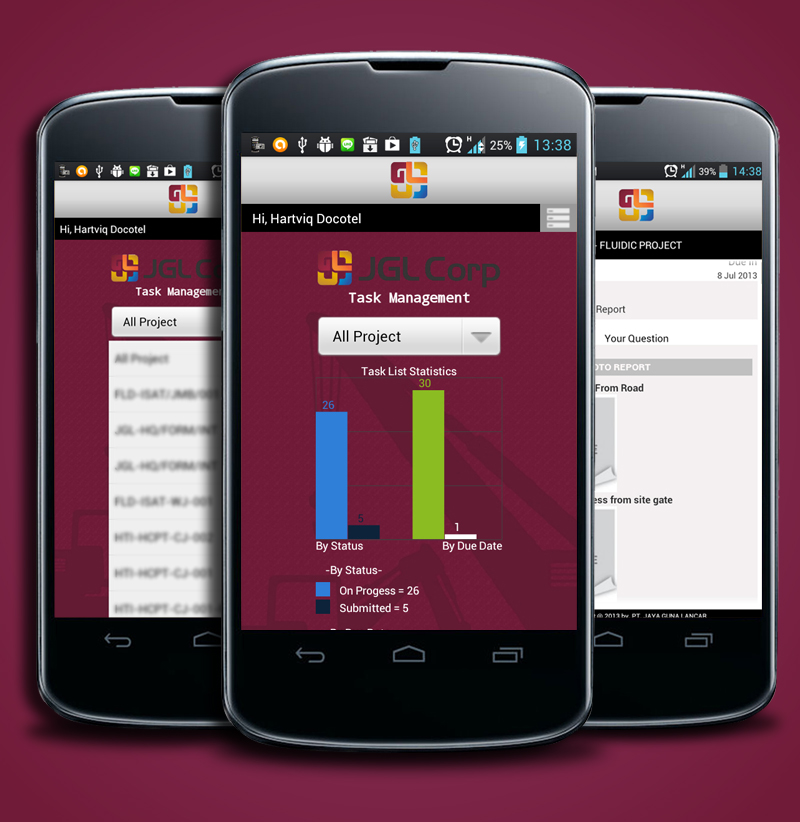 Hi, Hartviq Docotel
JGL C
Task Managemen
All Project
All Project
FLD-ISAT/JMB/001
JGL-HQ/FORM/INT
JGL-HQ/FORM/INT
FLD-ISAT-WJ-001
HTI-HCPT-CJ-002
HTI-HCPT-CJ-001
HTI-HCPT-CJ-001
H
25%
13:38
Hi, Hartviq Docotel
JGL Corp
Task Management
All Project
Task List Statistics
30
26
5
1
By Status
By Due Date
-By Status-
On Progess = 26
Submitted = 5
H
39%
14:38
- FLUIDIC PROJECT
Due in
8 Jul 2013
Report
Your Question
OTO REPORT
From Road
ess from site gate
@ 2013 by. PT. JAYA GUNA LANCAR